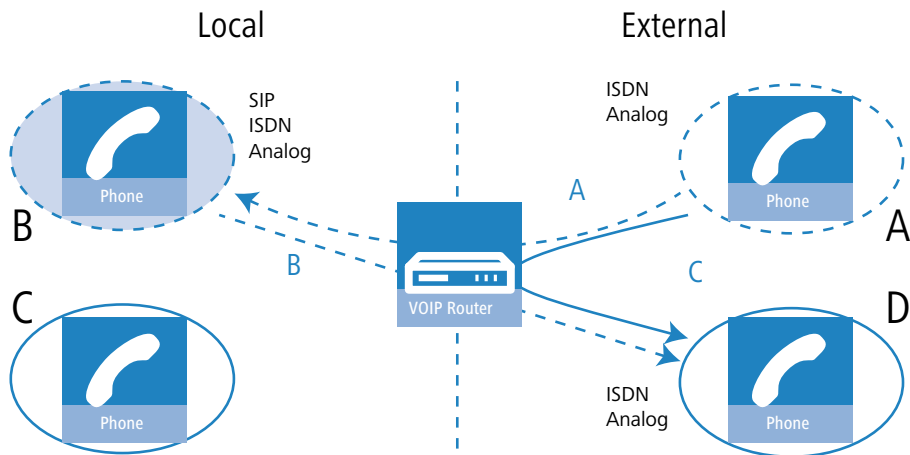 Local
External
SIP
ISDN
Analog
ISDN
Analog
Phone
Phone
A
B
A
B
C
C
VOIP Router
D
Phone
Phone
ISDN
Analog